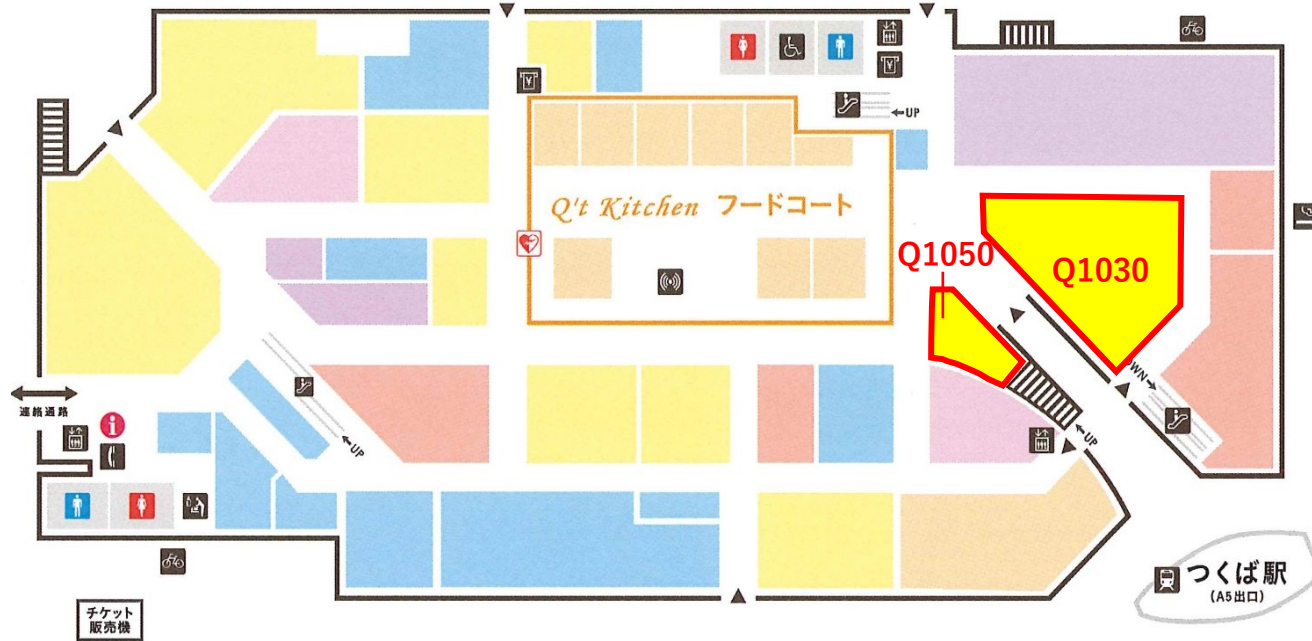 ←UP
Q't Kitchen フードコート
Q1050
Q1030
WN→
連絡通路
←UP
←UP
つくば駅
(A5出口)
チケット
販売機